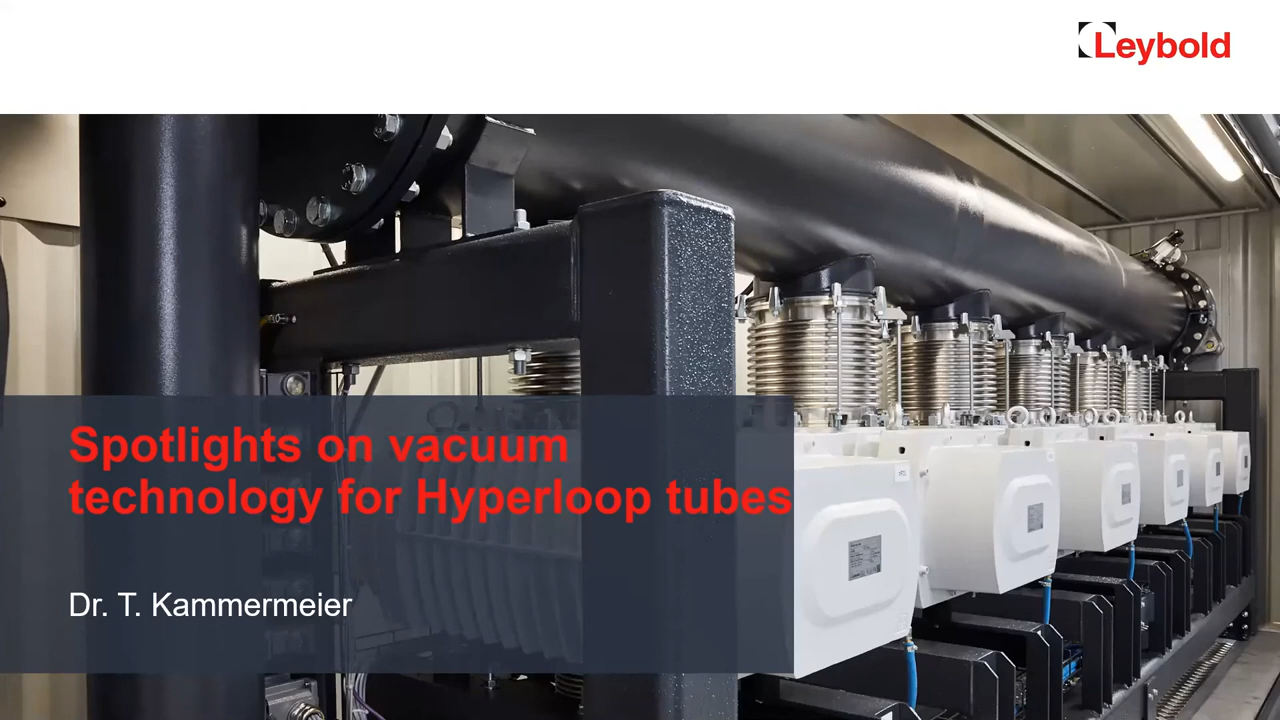 Leybold
Spotlights on vacuum
technology for Hyperloop tubes
Dr. T. Kammermeier